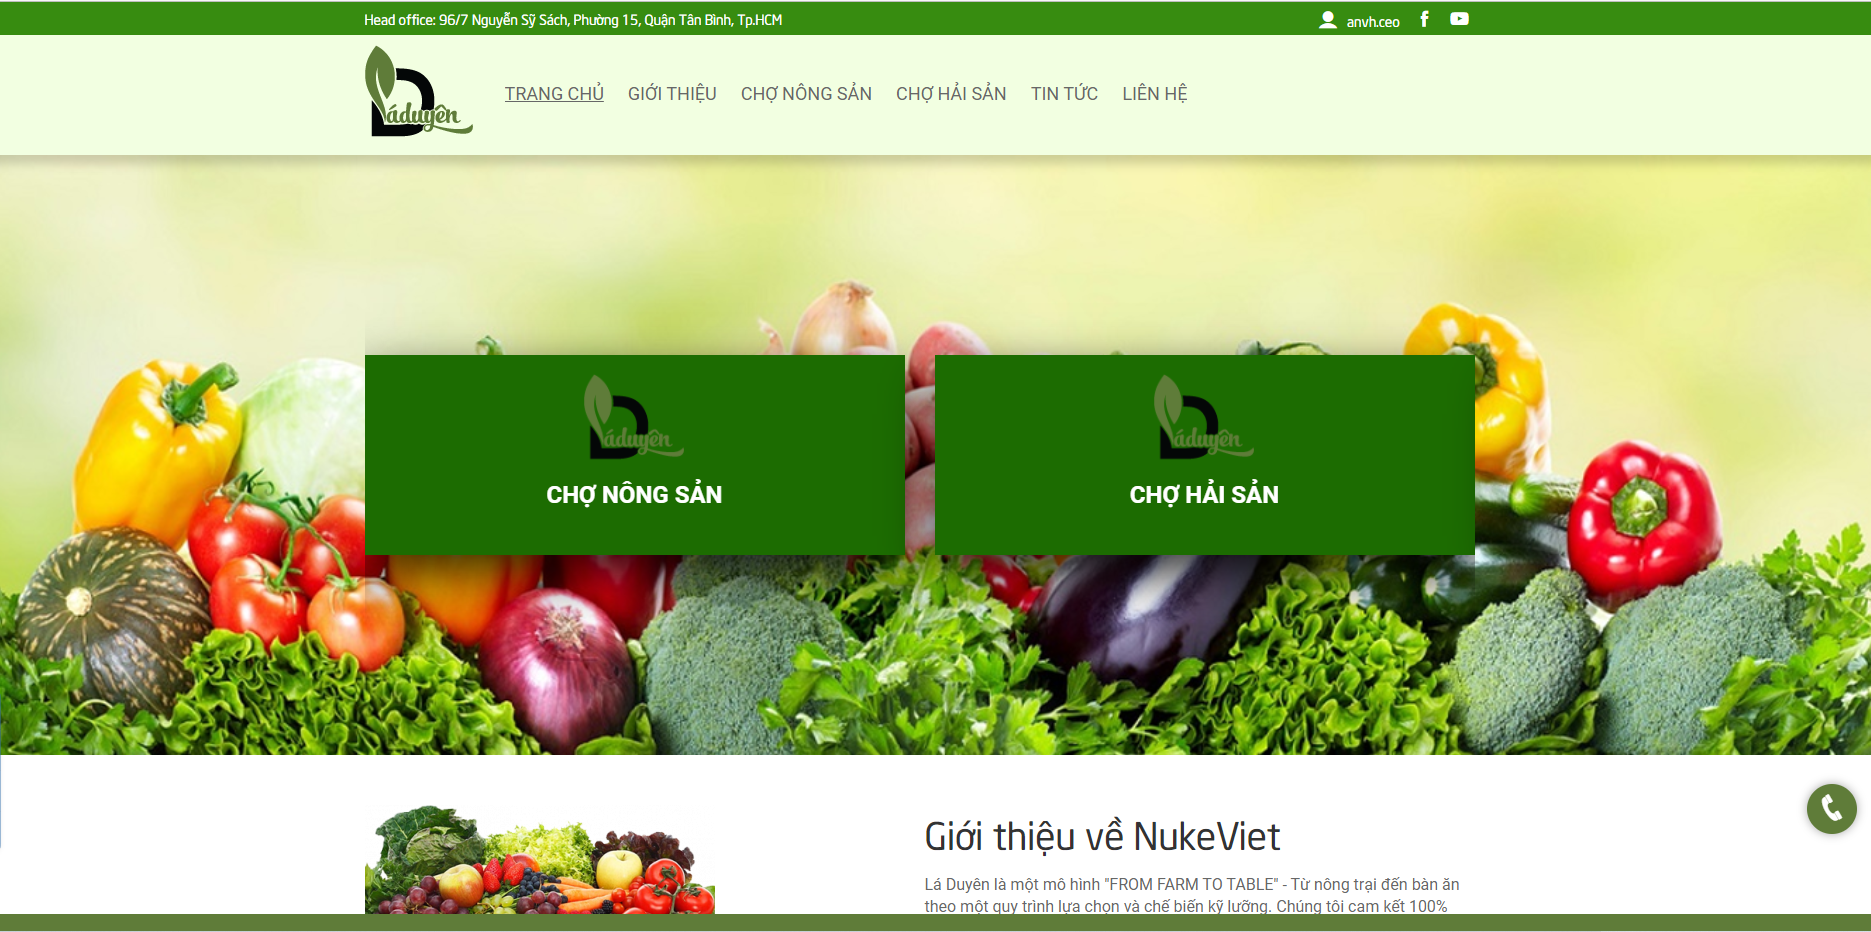 Head office: 96/7 Nguyễn Sỹ Sách, Phường 15, Quận Tân Bình, Tp.HCM
anvh.ceo
Láduyên
TRANG CHỦ GIỚI THIỆU CHỢ NÔNG SẢN CHỢ HẢI SẢN TIN TỨC LIÊN HỆ
Láduyên
CHỢ NÔNG SẢN
Láduyên
CHỢ HẢI SẢN
Giới thiệu về NukeViet
Lá Duyên là một mô hình "FROM FARM TO TABLE" - Từ nông trại đến bàn ăn
theo một quy trình lựa chọn và chế biến kỹ lưỡng. Chúng tôi cam kết 100%